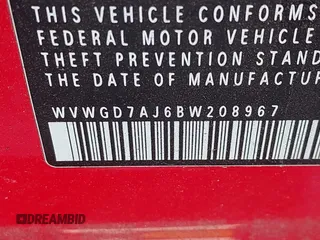 THIS VEHICLE CONFORMS
FEDERAL MOTOR VEHICLE
THEFT PREVENTION STAND
THE DATE OF MANUFACTUR
WVWGD7AJ6BW208967
DREAMBID